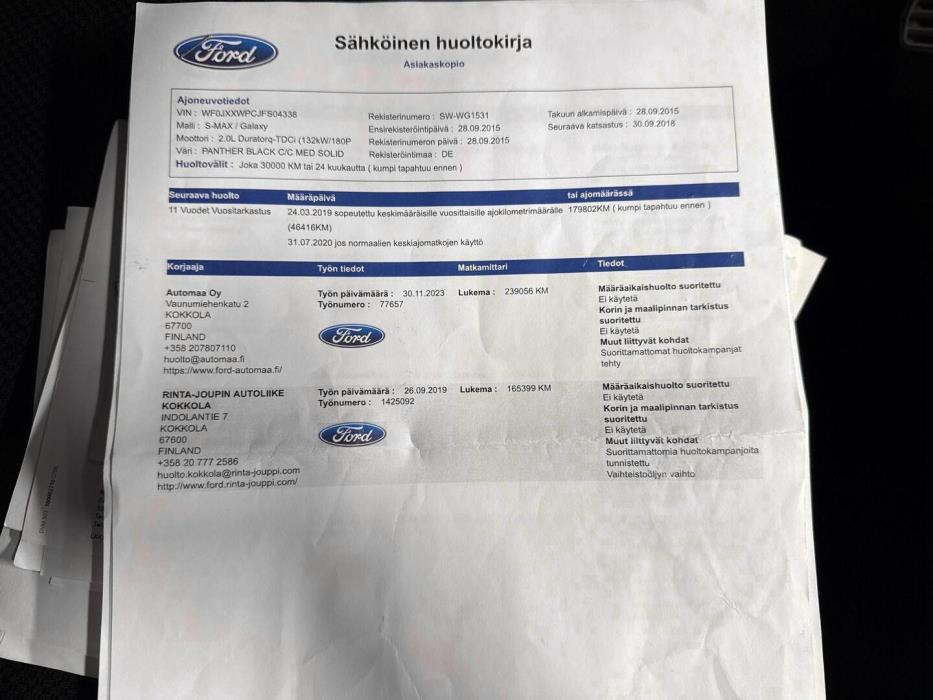 Ford
Sähköinen huoltokirja
Asiakaskopio
Ajoneuvotiedot
VIN : WF0JXXWPCJFS04338 Rekisterinumero : SW-WG1531 Takuun alkamispäivä : 28.09.2015
Malli : S-MAX / Galaxy Ensirekisteröintipäivä : 28.09.2015 Seuraava katsastus : 30.09.2018
Moottori : 2.0L Duratorq-TDCi (132kW/180P Rekisterinumeron päivä : 28.09.2015
Väri : PANTHER BLACK C/C MED SOLID Rekisteröintimaa : DE
Huoltovälit : Joka 30000 KM tai 24 kuukautta ( kumpi tapahtuu ennen )
Seuraava huolto Määräpäivä tai ajomäärässä
11 Vuodet Vuositarkastus 24.03.2019 sopeutettu keskimääräisille vuosittaisille ajokilometrimäärälle 179802KM ( kumpi tapahtuu ennen )
(46416KM)
31.07.2020 jos normaalien keskiajomatkojen käyttö
Korjaaja Työn tiedot Matkamittari Tiedot
Automaa Oy Työn päivämäärä : 30.11.2023 Lukema : 239056 KM Määräaikaishuolto suoritettu
Vaunumiehenkatu 2 Työnumero : 77657 Ei käytetä
KOKKOLA Korin ja maalipinnan tarkistus
67700 suoritettu
FINLAND Ford Ei käytetä
+358 207807110 Muut liittyvät kohdat
huolto@automaa.fi Suorittamattomat huoltokampanjat
https://www.ford-automaa.fi/ tehty
RINTA-JOUPIN AUTOLIIKE Työn päivämäärä : 26.09.2019 Lukema : 165399 KM Määräaikaishuolto suoritettu
KOKKOLA Työnumero : 1425092 Ei käytetä
INDOLANTIE 7 Korin ja maalipinnan tarkistus
KOKKOLA suoritettu
67600 Ford Ei käytetä
FINLAND Muut liittyvät kohdat
+358 20 777 2586 Suorittamattomia huoltokampanjoita
huolto.kokkola@rinta-jouppi.com tunnistettu
http://www.ford.rinta-jouppi.com/ Vaihteistoöljyn vaihto